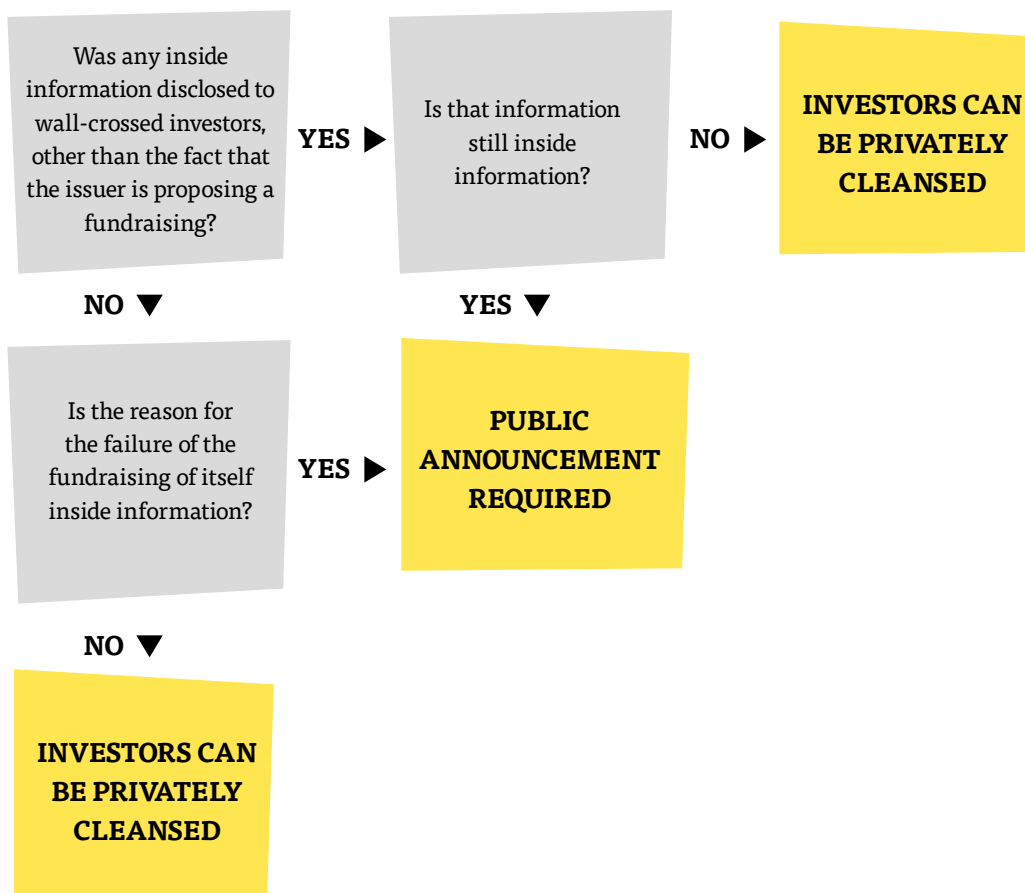 Was any inside
information disclosed to
wall-crossed investors,
other than the fact that
the issuer is proposing a
fundraising?
YES
Is that information
still inside
information?
NO
INVESTORS CAN
BE PRIVATELY
CLEANSED
NO
YES
Is the reason for
the failure of the
fundraising of itself
inside information?
YES
PUBLIC
ANNOUNCEMENT
REQUIRED
NO
INVESTORS CAN
BE PRIVATELY
CLEANSED